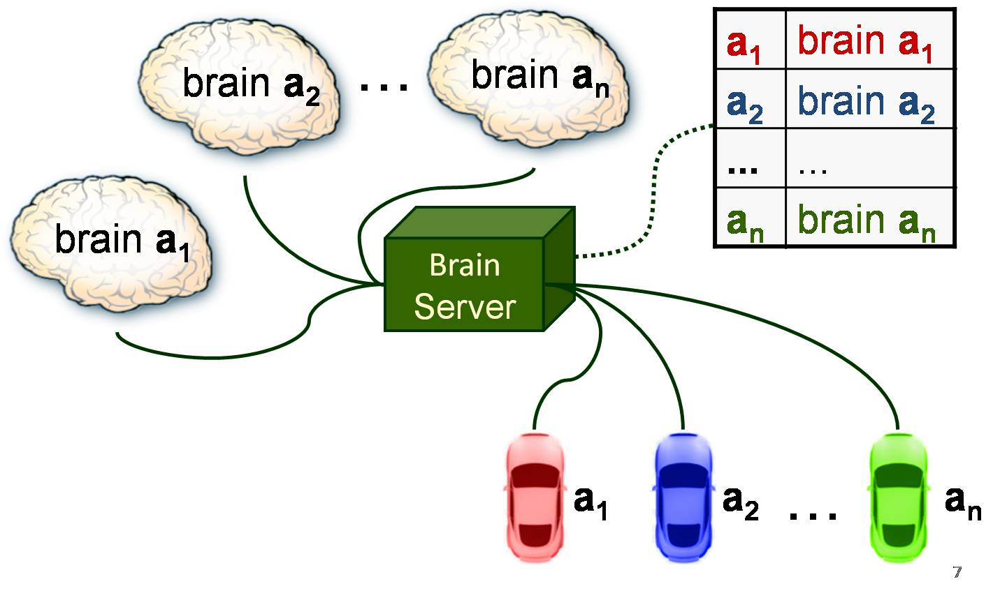 brain a2
...
brain an
brain a1
Brain
Server
a1 brain a1
a2 brain a2
... ...
an brain an
a1
a2
...
an
7